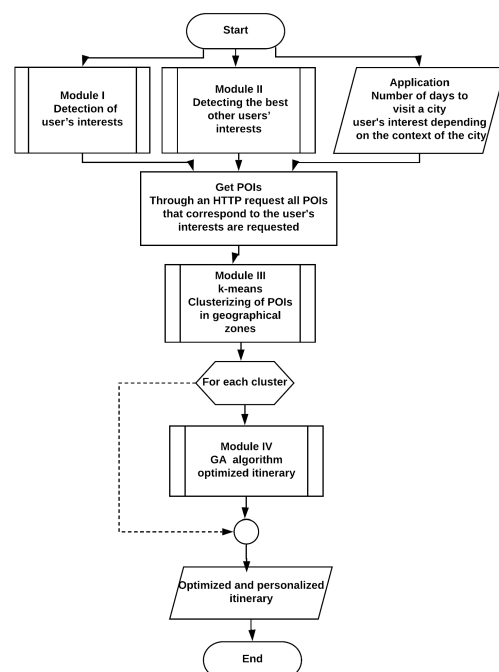 Start
Module I
Detection of
user's interests
Module II
Detecting the best
other users'
interests
Application
Number of days to
visit a city
user's interest depending
on the context of the city
Get POIs
Through an HTTP request all POIs
that correspond to the user's
interests are requested
Module III
k-means
Clusterizing of POIs
in geographical
zones
For each cluster
Module IV
GA algorithm
optimized itinerary
Optimized and personalized
itinerary
End